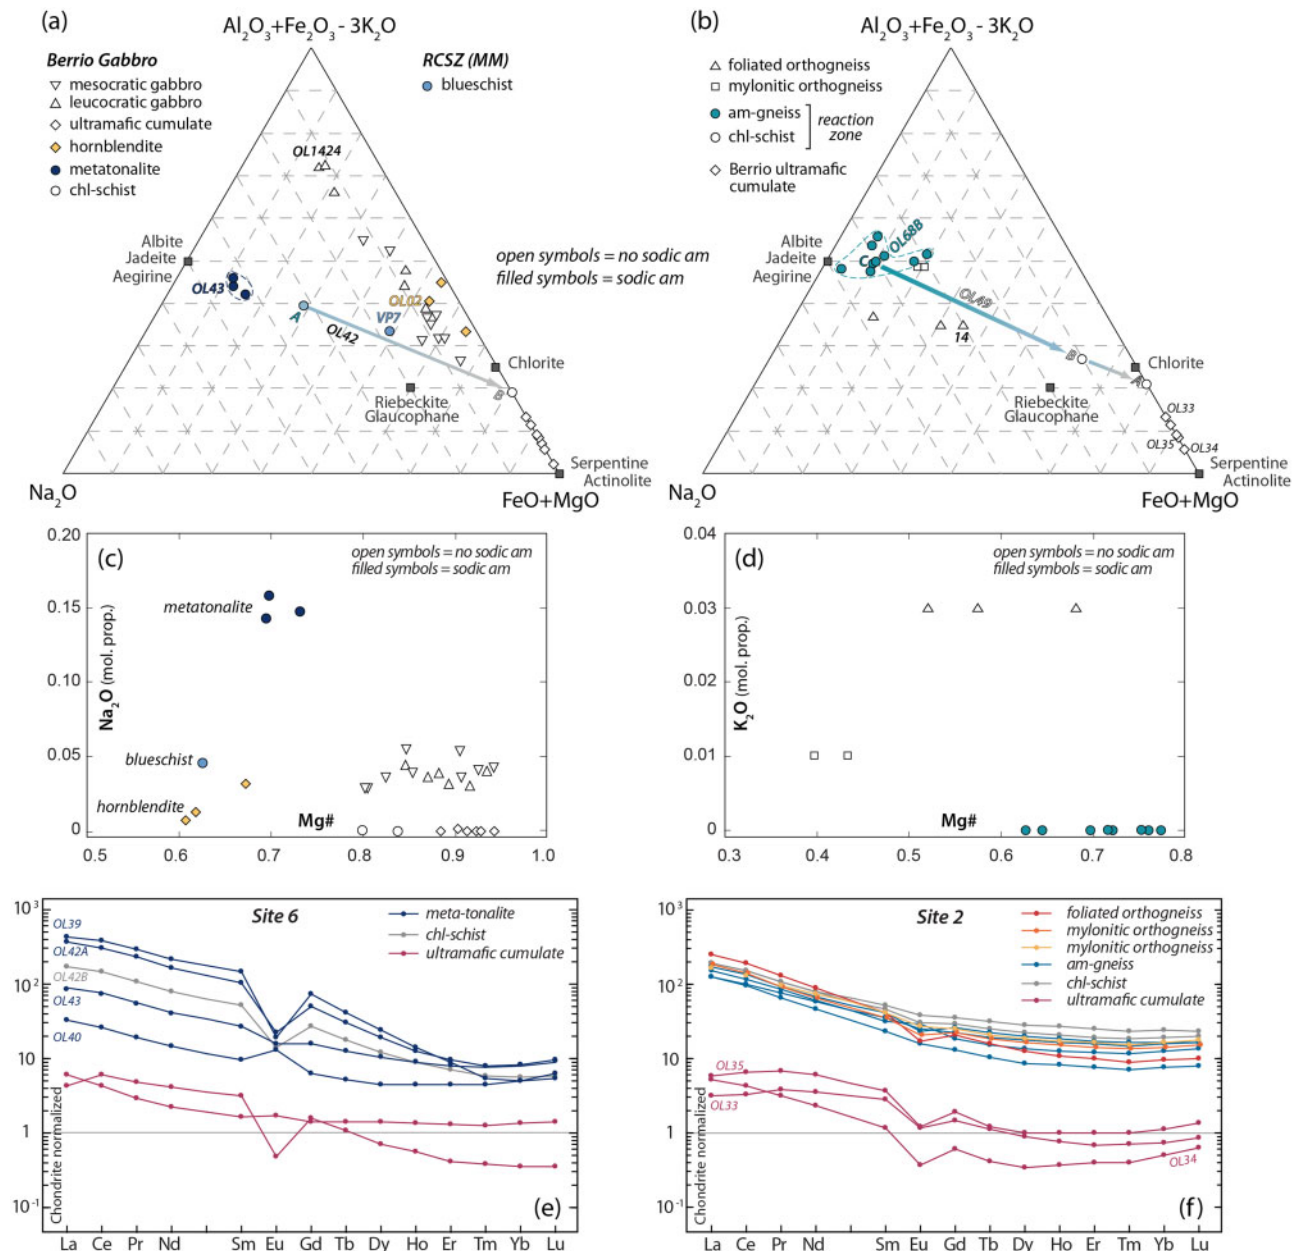 (a)
Al₂O₃+Fe₂O₃ - 3K₂O
Berrio Gabbro
mesocratic gabbro
leucocratic gabbro
ultramafic cumulate
hornblendite
metatonalite
chl-schist
RCSZ (MM)
blueschist
OL1424
Albite
Jadeite
Aegirine
OL43
A
OL42
OL02
VP7
B
Chlorite
Riebeckite
Glaucophane
Serpentine
Actinolite
Na₂O
FeO+MgO
open symbols = no sodic am
filled symbols = sodic am
(b)
Al₂O₃+Fe₂O₃ - 3K₂O
foliated orthogneiss
mylonitic orthogneiss
am-gneiss
chl-schist
reaction
zone
Berrio ultramafic
cumulate
Albite
Jadeite
Aegirine
OL68B
C
OL49
14
B
A
Chlorite
Riebeckite
Glaucophane
OL33
OL35
OL34
Serpentine
Actinolite
Na₂O
FeO+MgO
(c)
open symbols = no sodic am
filled symbols = sodic am
0.20
0.15
0.10
0.05
0
Na₂O (mol. prop.)
metatonalite
blueschist
hornblendite
Mg#
0.5 0.6 0.7 0.8 0.9 1.0
(d)
open symbols = no sodic am
filled symbols = sodic am
0.04
0.03
0.02
0.01
0
K₂O (mol. prop.)
Mg#
0.3 0.4 0.5 0.6 0.7 0.8
Site 6
meta-tonalite
chl-schist
ultramafic cumulate
10³
10²
10
1
10⁻¹
Chondrite normalized
OL39
OL42A
OL42B
OL43
OL40
(e)
La Ce Pr Nd Sm Eu Gd Tb Dy Ho Er Tm Yb Lu
Site 2
foliated orthogneiss
mylonitic orthogneiss
mylonitic orthogneiss
am-gneiss
chl-schist
ultramafic cumulate
10³
10²
10
1
10⁻¹
Chondrite normalized
OL35
OL33
OL34
(f)
La Ce Pr Nd Sm Eu Gd Tb Dy Ho Er Tm Yb Lu